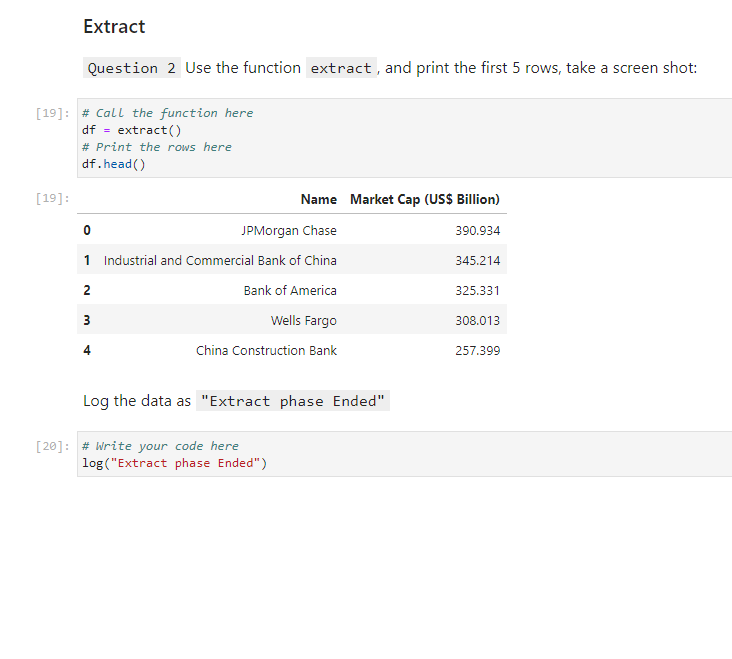 Extract
Question 2 Use the function extract, and print the first 5 rows, take a screen shot:
[19]: # Call the function here
df = extract()
# Print the rows here
df.head()
[19]: Name Market Cap (US$ Billion)
0 JPMorgan Chase 390.934
1 Industrial and Commercial Bank of China 345.214
2 Bank of America 325.331
3 Wells Fargo 308.013
4 China Construction Bank 257.399
Log the data as "Extract phase Ended"
[20]: # Write your code here
log("Extract phase Ended")